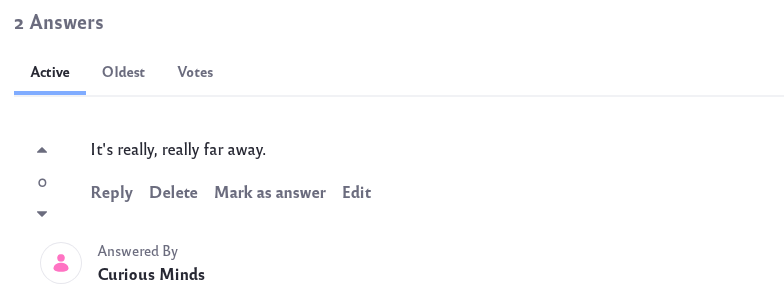 2 Answers
Active Oldest Votes
It's really, really far away.
0
Reply Delete Mark as answer Edit
Answered By
Curious Minds